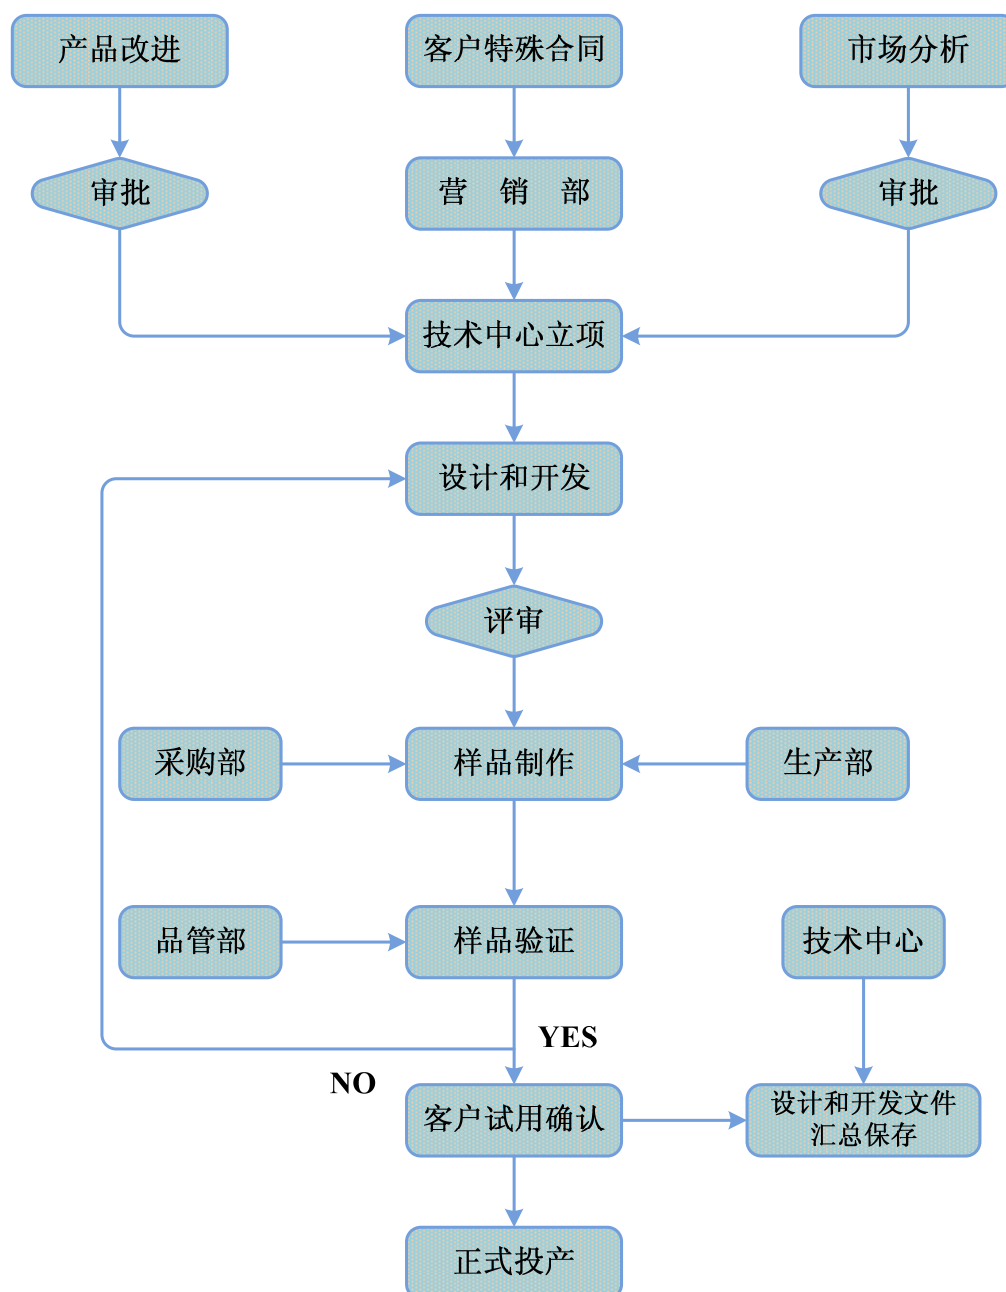 产品改进
客户特殊合同
市场分析
审批
营 销 部
审批
技术中心立项
设计和开发
评审
采购部
样品制作
生产部
品管部
样品验证
技术中心
YES
NO
客户试用确认
设计和开发文件
汇总保存
正式投产